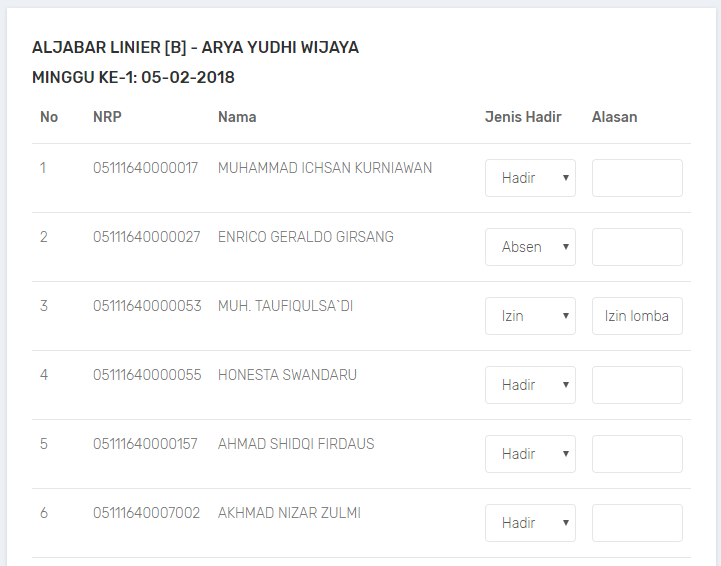 ALJABAR LINIER [B] - ARYA YUDHI WIJAYA
MINGGU KE-1: 05-02-2018
No NRP Nama Jenis Hadir Alasan
1 05111640000017 MUHAMMAD ICHSAN KURNIAWAN Hadir
2 05111640000027 ENRICO GERALDO GIRSANG Absen
3 05111640000053 MUH. TAUFIQULSA`DI Izin Izin lomba
4 05111640000055 HONESTA SWANDARU Hadir
5 05111640000157 AHMAD SHIDQI FIRDAUS Hadir
6 05111640007002 AKHMAD NIZAR ZULMI Hadir